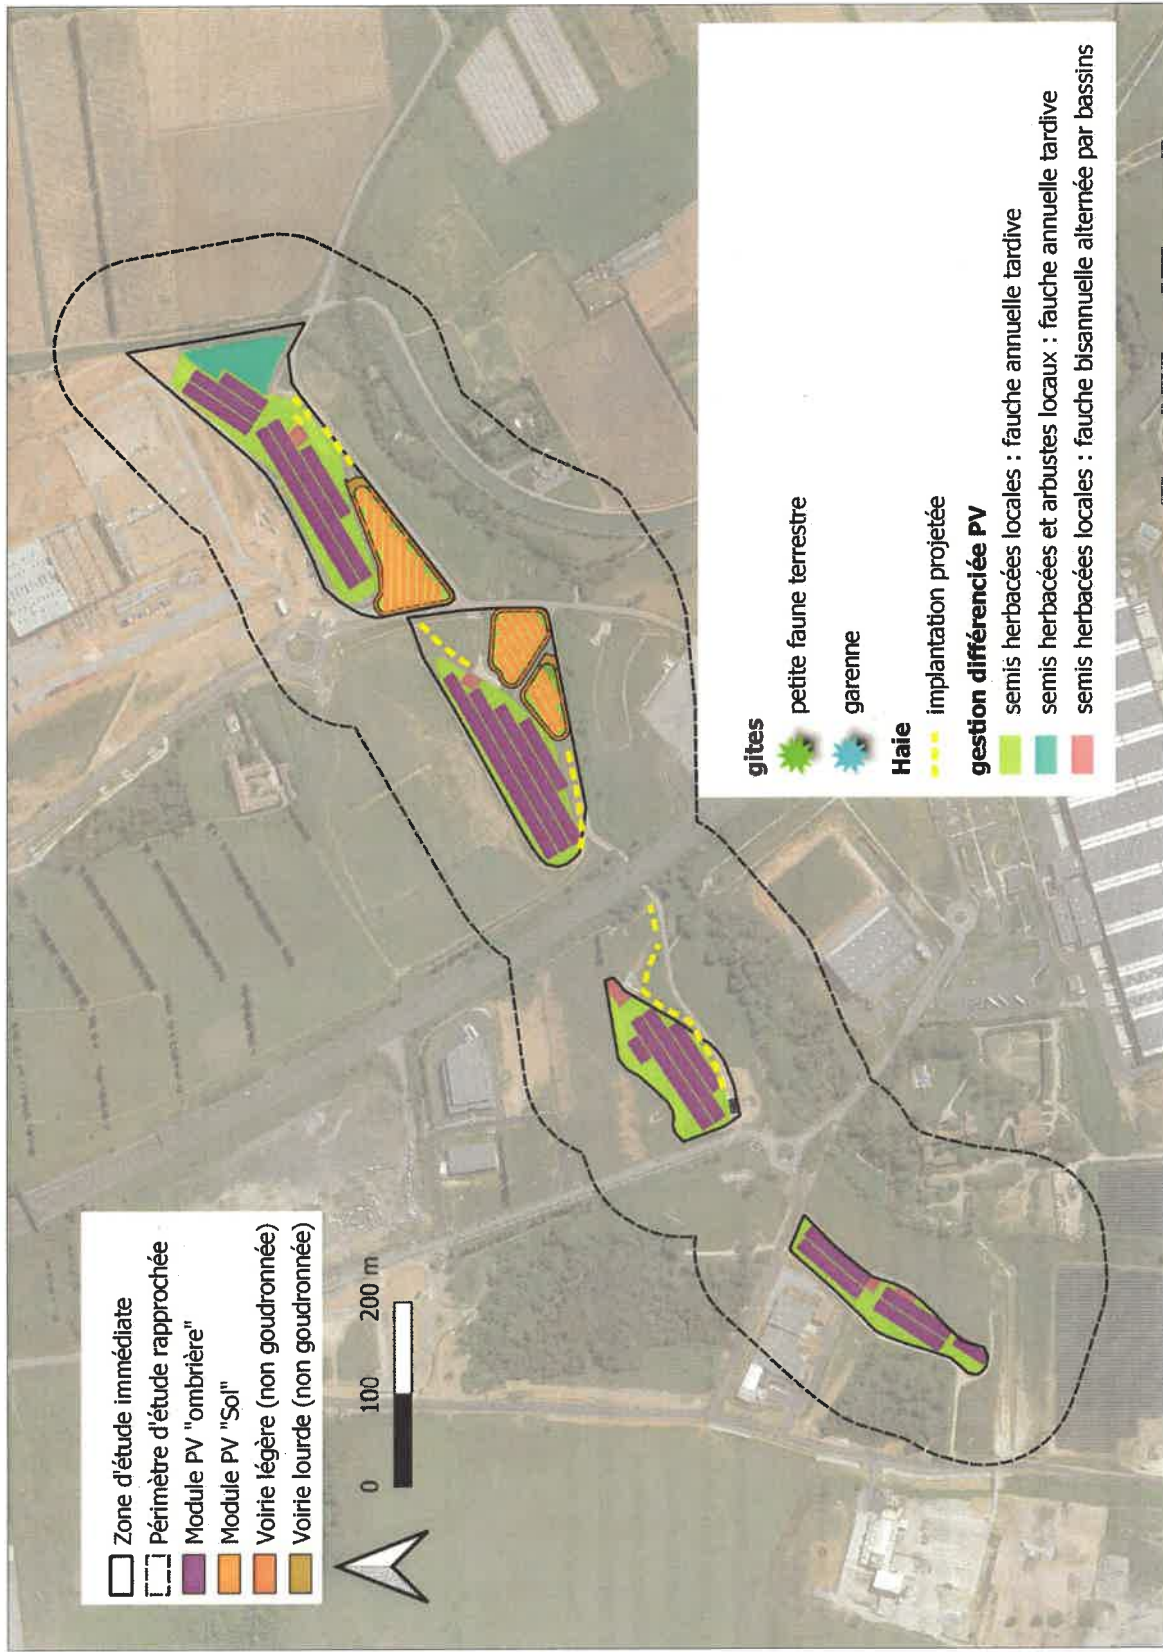 Zone d'étude immédiate
Périmètre d'étude rapprochée
Module PV "ombrière"
Module PV "Sol"
Voirie légère (non goudronnée)
Voirie lourde (non goudronnée)
0 100 200 m
gites
petite faune terrestre
garenne
Haie
implantation projetée
gestion différenciée PV
semis herbacées locales : fauche annuelle tardive
semis herbacées et arbustes locaux : fauche annuelle tardive
semis herbacées locales : fauche bisannuelle alternée par bassins